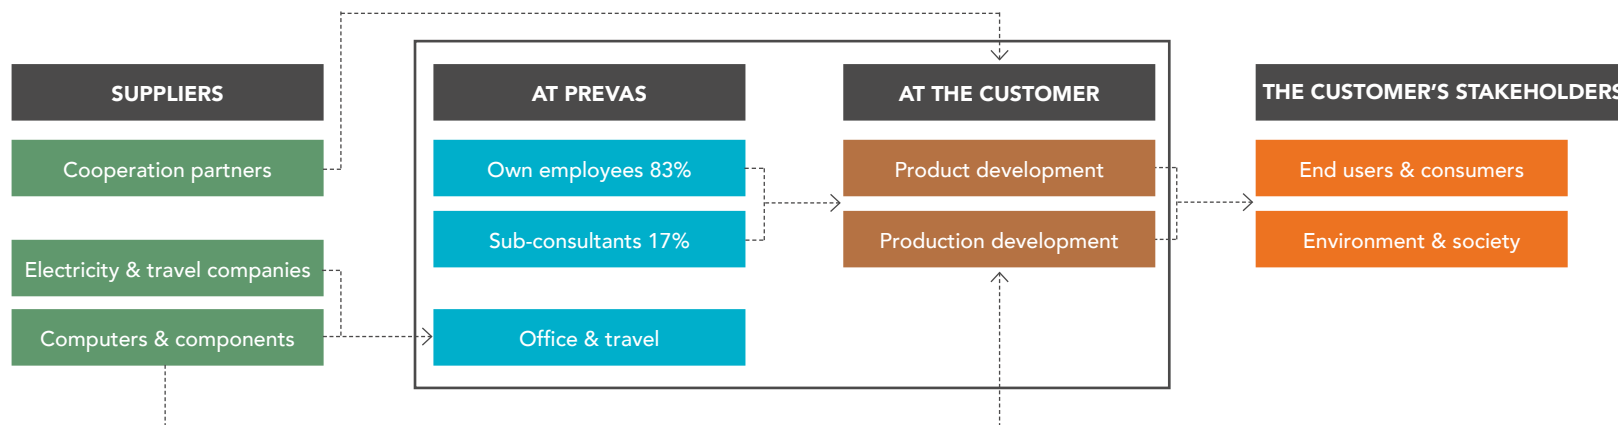 SUPPLIERS
Cooperation partners
Electricity & travel companies
Computers & components
AT PREVAS
Own employees 83%
Sub-consultants 17%
Office & travel
AT THE CUSTOMER
Product development
Production development
THE CUSTOMER'S STAKEHOLDERS
End users & consumers
Environment & society